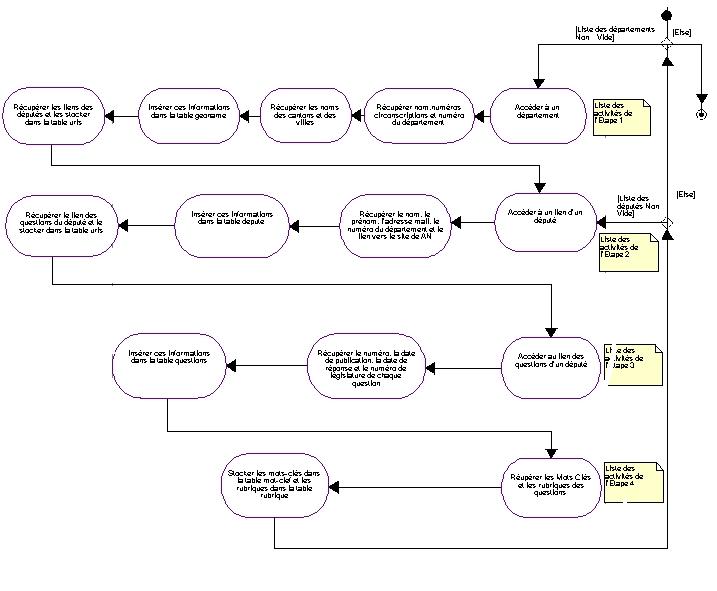 [Liste des départements
Non Vide]
[Else]
Récupérer les liens des
députés et les stocker
dans la table urls
Insérer ces Informations
dans la table geoname
Récupérer les noms
des cantons et des
villes
Récupérer nom, numéros
circonscriptions et numéro
du département
Accéder à un
département
Liste des
activités de
l'Etape 1
Récupérer le lien des
questions du député et le
stocker dans la table urls
Insérer ces Informations
dans la table depute
Récupérer le nom, le
prénom, l'adresse mail, le
numéro du département et le
lien vers le site de AN
Accéder à un lien d'un
député
[Liste des
députés Non
Vide]
[Else]
Liste des
activités de
l'Etape 2
Insérer ces Informations
dans la table questions
Récupérer le numéro, la date
de publication, la date de
réponse et le numéro de
législature de chaque
question
Accéder au lien des
questions d'un député
Liste des
activités de
l'Etape 3
Stocker les mots-clés dans
la table mot-clef et les
rubriques dans la table
rubrique
Réupérer les Mots Clés
et les rubriques des
questions
Liste des
activités de
l'Etape 4